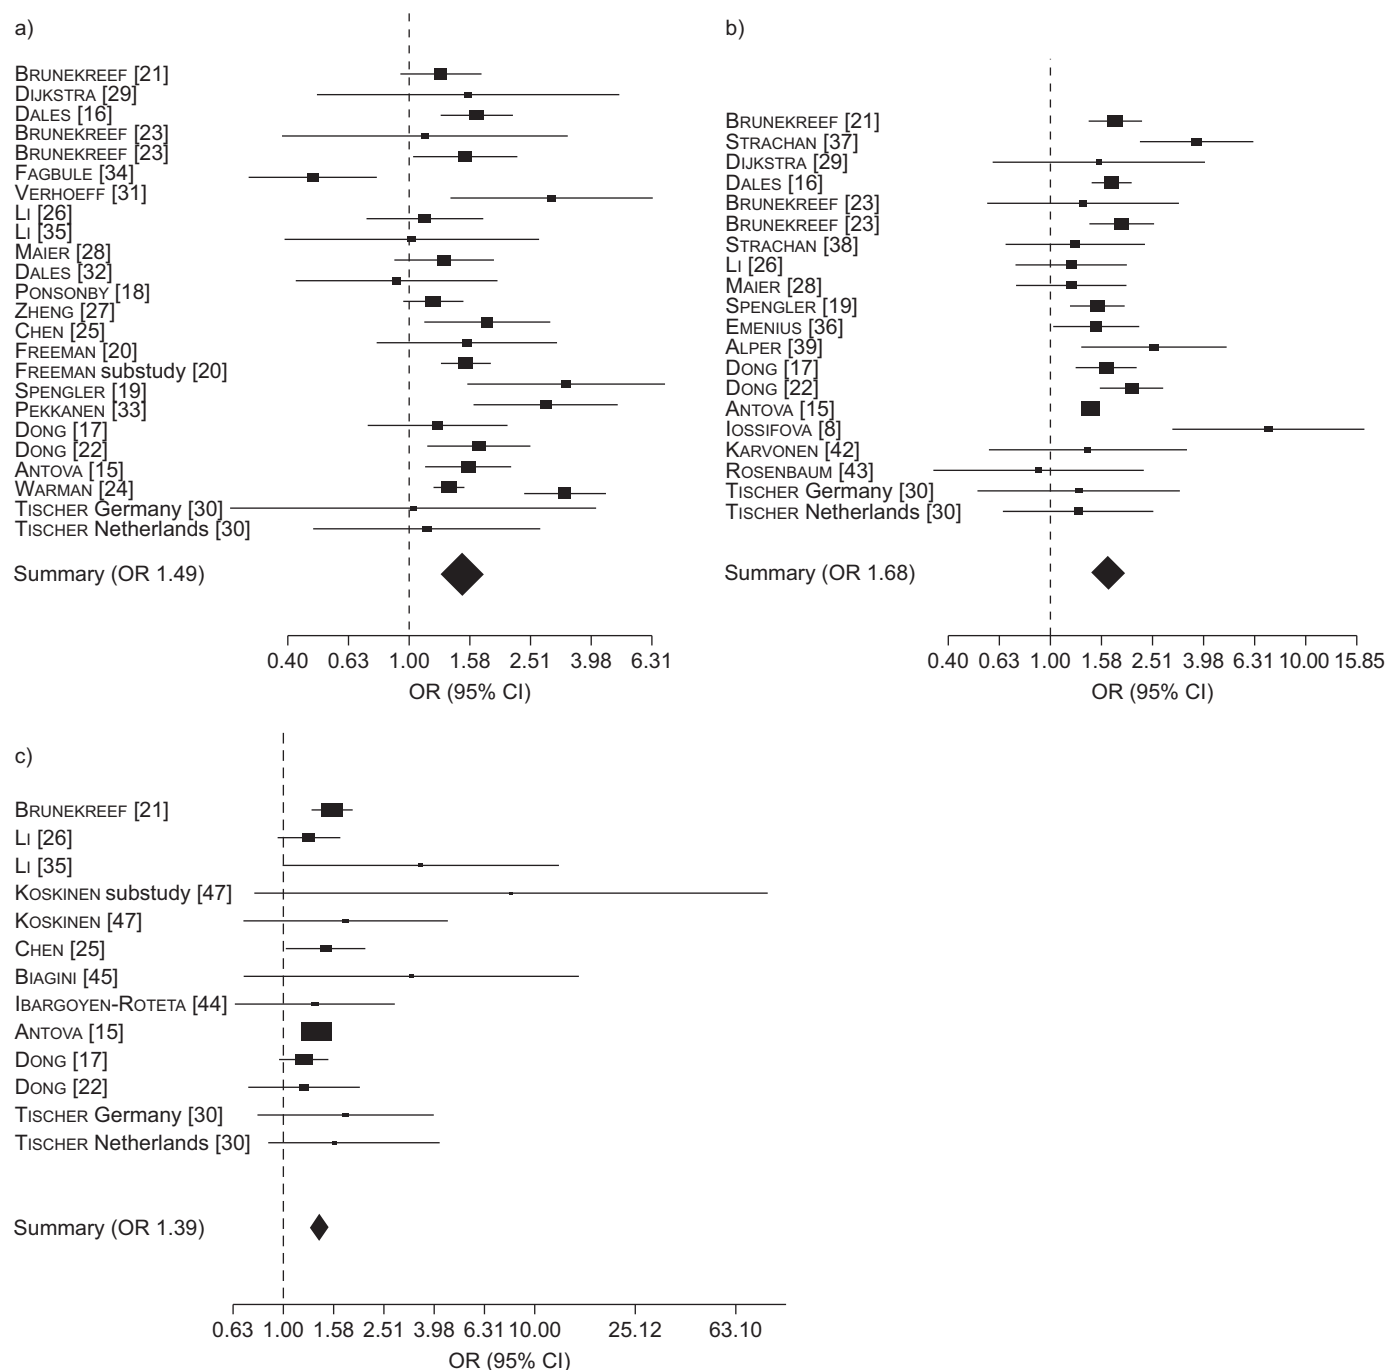 a)
BRUNEKREEF [21]
DIJKSTRA [29]
DALES [16]
BRUNEKREEF [23]
BRUNEKREEF [23]
FAGBULE [34]
VERHOEFF [31]
LI [26]
LI [35]
MAIER [28]
DALES [32]
PONSONBY [18]
ZHENG [27]
CHEN [25]
FREEMAN [20]
FREEMAN substudy [20]
SPENGLER [19]
PEKKANEN [33]
DONG [17]
DONG [22]
ANTOVA [15]
WARMAN [24]
TISCHER Germany [30]
TISCHER Netherlands [30]
Summary (OR 1.49)
0.40 0.63 1.00 1.58 2.51 3.98 6.31
OR (95% CI)
b)
BRUNEKREEF [21]
STRACHAN [37]
DIJKSTRA [29]
DALES [16]
BRUNEKREEF [23]
BRUNEKREEF [23]
STRACHAN [38]
LI [26]
MAIER [28]
SPENGLER [19]
EMENIUS [36]
ALPER [39]
DONG [17]
DONG [22]
ANTOVA [15]
IOSSIFOVA [8]
KARVONEN [42]
ROSENBAUM [43]
TISCHER Germany [30]
TISCHER Netherlands [30]
Summary (OR 1.68)
0.40 0.63 1.00 1.58 2.51 3.98 6.31 10.00 15.85
OR (95% CI)
c)
BRUNEKREEF [21]
LI [26]
LI [35]
KOSKINEN substudy [47]
KOSKINEN [47]
CHEN [25]
BIAGINI [45]
IBARGOYEN-ROTETA [44]
ANTOVA [15]
DONG [17]
DONG [22]
TISCHER Germany [30]
TISCHER Netherlands [30]
Summary (OR 1.39)
0.63 1.00 1.58 2.51 3.98 6.31 10.00 25.12 63.10
OR (95% CI)